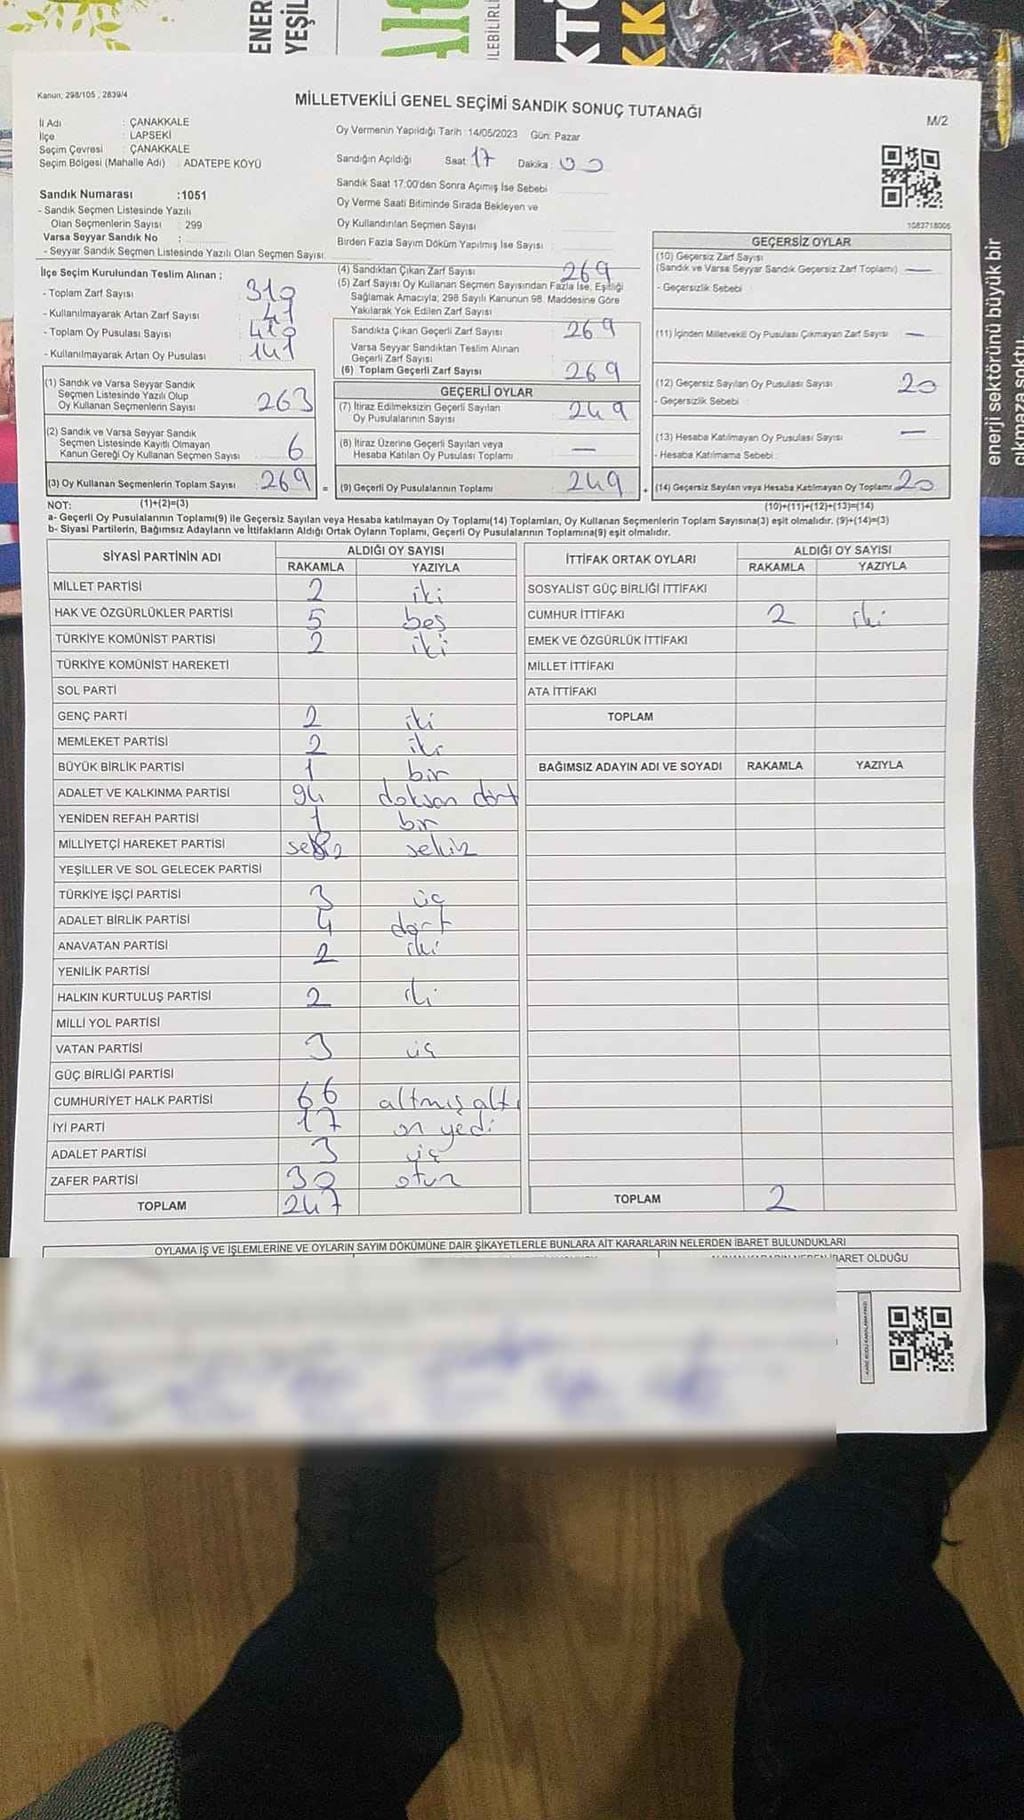 ENER
YEŞİL
LEBİLİRLİ
KTÖ
KK
Kanun; 298/105 , 2839/4
MİLLETVEKİLİ GENEL SEÇİMİ SANDIK SONUÇ TUTANAĞI
M/2
İl Adı : ÇANAKKALE
İlçe : LAPSEKİ
Seçim Çevresi : ÇANAKKALE
Seçim Bölgesi (Mahalle Adı) : ADATEPE KÖYÜ
Oy Vermenin Yapıldığı Tarih :14/05/2023 Gün: Pazar
Sandığın Açıldığı Saat 17 Dakika 00
Sandık Saat 17:00'den Sonra Açımış İse Sebebi
Oy Verme Saati Bitiminde Sırada Bekleyen ve
Oy Kullandırılan Seçmen Sayısı
Birden Fazla Sayım Döküm Yapılmış İse Sayısı
1083718006
Sandık Numarası :1051
- Sandık Seçmen Listesinde Yazılı
Olan Seçmenlerin Sayısı : 299
Varsa Seyyar Sandık No :
- Seyyar Sandık Seçmen Listesinde Yazılı Olan Seçmen Sayısı:
İlçe Seçim Kurulundan Teslim Alınan ;
- Toplam Zarf Sayısı : 310
- Kullanılmayarak Artan Zarf Sayısı : 41
- Toplam Oy Pusulası Sayısı : 410
- Kullanılmayarak Artan Oy Pusulası : 141
(1) Sandık ve Varsa Seyyar Sandık
Seçmen Listesinde Yazılı Olup
Oy Kullanan Seçmenlerin Sayısı 263
(2) Sandık ve Varsa Seyyar Sandık
Seçmen Listesinde Kayıtlı Olmayan
Kanun Gereği Oy Kullanan Seçmen Sayısı 6
(3) Oy Kullanan Seçmenlerin Toplam Sayısı 269 =
(4) Sandıktan Çıkan Zarf Sayısı 269
(5) Zarf Sayısı Oy Kullanan Seçmen Sayısından Fazla İse, Eşitliği
Sağlamak Amacıyla; 298 Sayılı Kanunun 98. Maddesine Göre
Yakılarak Yok Edilen Zarf Sayısı
Sandıkta Çıkan Geçerli Zarf Sayısı 269
Varsa Seyyar Sandıktan Teslim Alınan
Geçerli Zarf Sayısı
(6) Toplam Geçerli Zarf Sayısı 269
GEÇERLİ OYLAR
(7) İtiraz Edilmeksizin Geçerli Sayılan
Oy Pusulalarının Sayısı 249
(8) İtiraz Üzerine Geçerli Sayılan veya
Hesaba Katılan Oy Pusulası Toplamı —
(9) Geçerli Oy Pusulalarının Toplamı 249 +
GEÇERSİZ OYLAR
(10) Geçersiz Zarf Sayısı
(Sandık ve Varsa Seyyar Sandık Geçersiz Zarf Toplamı) —
- Geçersizlik Sebebi :
(11) İçinden Milletvekili Oy Pusulası Çıkmayan Zarf Sayısı —
(12) Geçersiz Sayılan Oy Pusulası Sayısı 20
- Geçersizlik Sebebi :
(13) Hesaba Katılmayan Oy Pusulası Sayısı —
- Hesaba Katılmama Sebebi :
(14) Geçersiz Sayılan veya Hesaba Katılmayan Oy Toplamı 20
NOT: (1)+(2)=(3)
(10)+(11)+(12)+(13)=(14)
a- Geçerli Oy Pusulalarının Toplamı(9) ile Geçersiz Sayılan veya Hesaba katılmayan Oy Toplamı(14) Toplamları, Oy Kullanan Seçmenlerin Toplam Sayısına(3) eşit olmalıdır. (9)+(14)=(3)
b- Siyasi Partilerin, Bağımsız Adayların ve İttifakların Aldığı Ortak Oyların Toplamı, Geçerli Oy Pusulalarının Toplamına(9) eşit olmalıdır.
SİYASİ PARTİNİN ADI ALDIĞI OY SAYISI
RAKAMLA YAZIYLA
MİLLET PARTİSİ 2 iki
HAK VE ÖZGÜRLÜKLER PARTİSİ 5 beş
TÜRKİYE KOMÜNİST PARTİSİ 2 iki
TÜRKİYE KOMÜNİST HAREKETİ
SOL PARTİ
GENÇ PARTİ 2 iki
MEMLEKET PARTİSİ 2 iki
BÜYÜK BİRLİK PARTİSİ 1 bir
ADALET VE KALKINMA PARTİSİ 94 doksan dört
YENİDEN REFAH PARTİSİ 1 bir
MİLLİYETÇİ HAREKET PARTİSİ 8 sekiz
YEŞİLLER VE SOL GELECEK PARTİSİ
TÜRKİYE İŞÇİ PARTİSİ 3 üç
ADALET BİRLİK PARTİSİ 4 dört
ANAVATAN PARTİSİ 2 iki
YENİLİK PARTİSİ
HALKIN KURTULUŞ PARTİSİ 2 iki
MİLLİ YOL PARTİSİ
VATAN PARTİSİ 3 üç
GÜÇ BİRLİĞİ PARTİSİ
CUMHURİYET HALK PARTİSİ 66 altmış altı
İYİ PARTİ 17 on yedi
ADALET PARTİSİ 3 üç
ZAFER PARTİSİ 30 otuz
TOPLAM 247
İTTİFAK ORTAK OYLARI ALDIĞI OY SAYISI
RAKAMLA YAZIYLA
SOSYALİST GÜÇ BİRLİĞİ İTTİFAKI
CUMHUR İTTİFAKI 2 iki
EMEK VE ÖZGÜRLÜK İTTİFAKI
MİLLET İTTİFAKI
ATA İTTİFAKI
TOPLAM
BAĞIMSIZ ADAYIN ADI VE SOYADI RAKAMLA YAZIYLA
TOPLAM 2
OYLAMA İŞ VE İŞLEMLERİNE VE OYLARIN SAYIM DÖKÜMÜNE DAİR ŞİKAYETLERLE BUNLARA AİT KARARLARIN NELERDEN İBARET BULUNDUKLARI
İBARET OLDUĞU
enerji sektörünü büyük bir
çıkmaza soktu